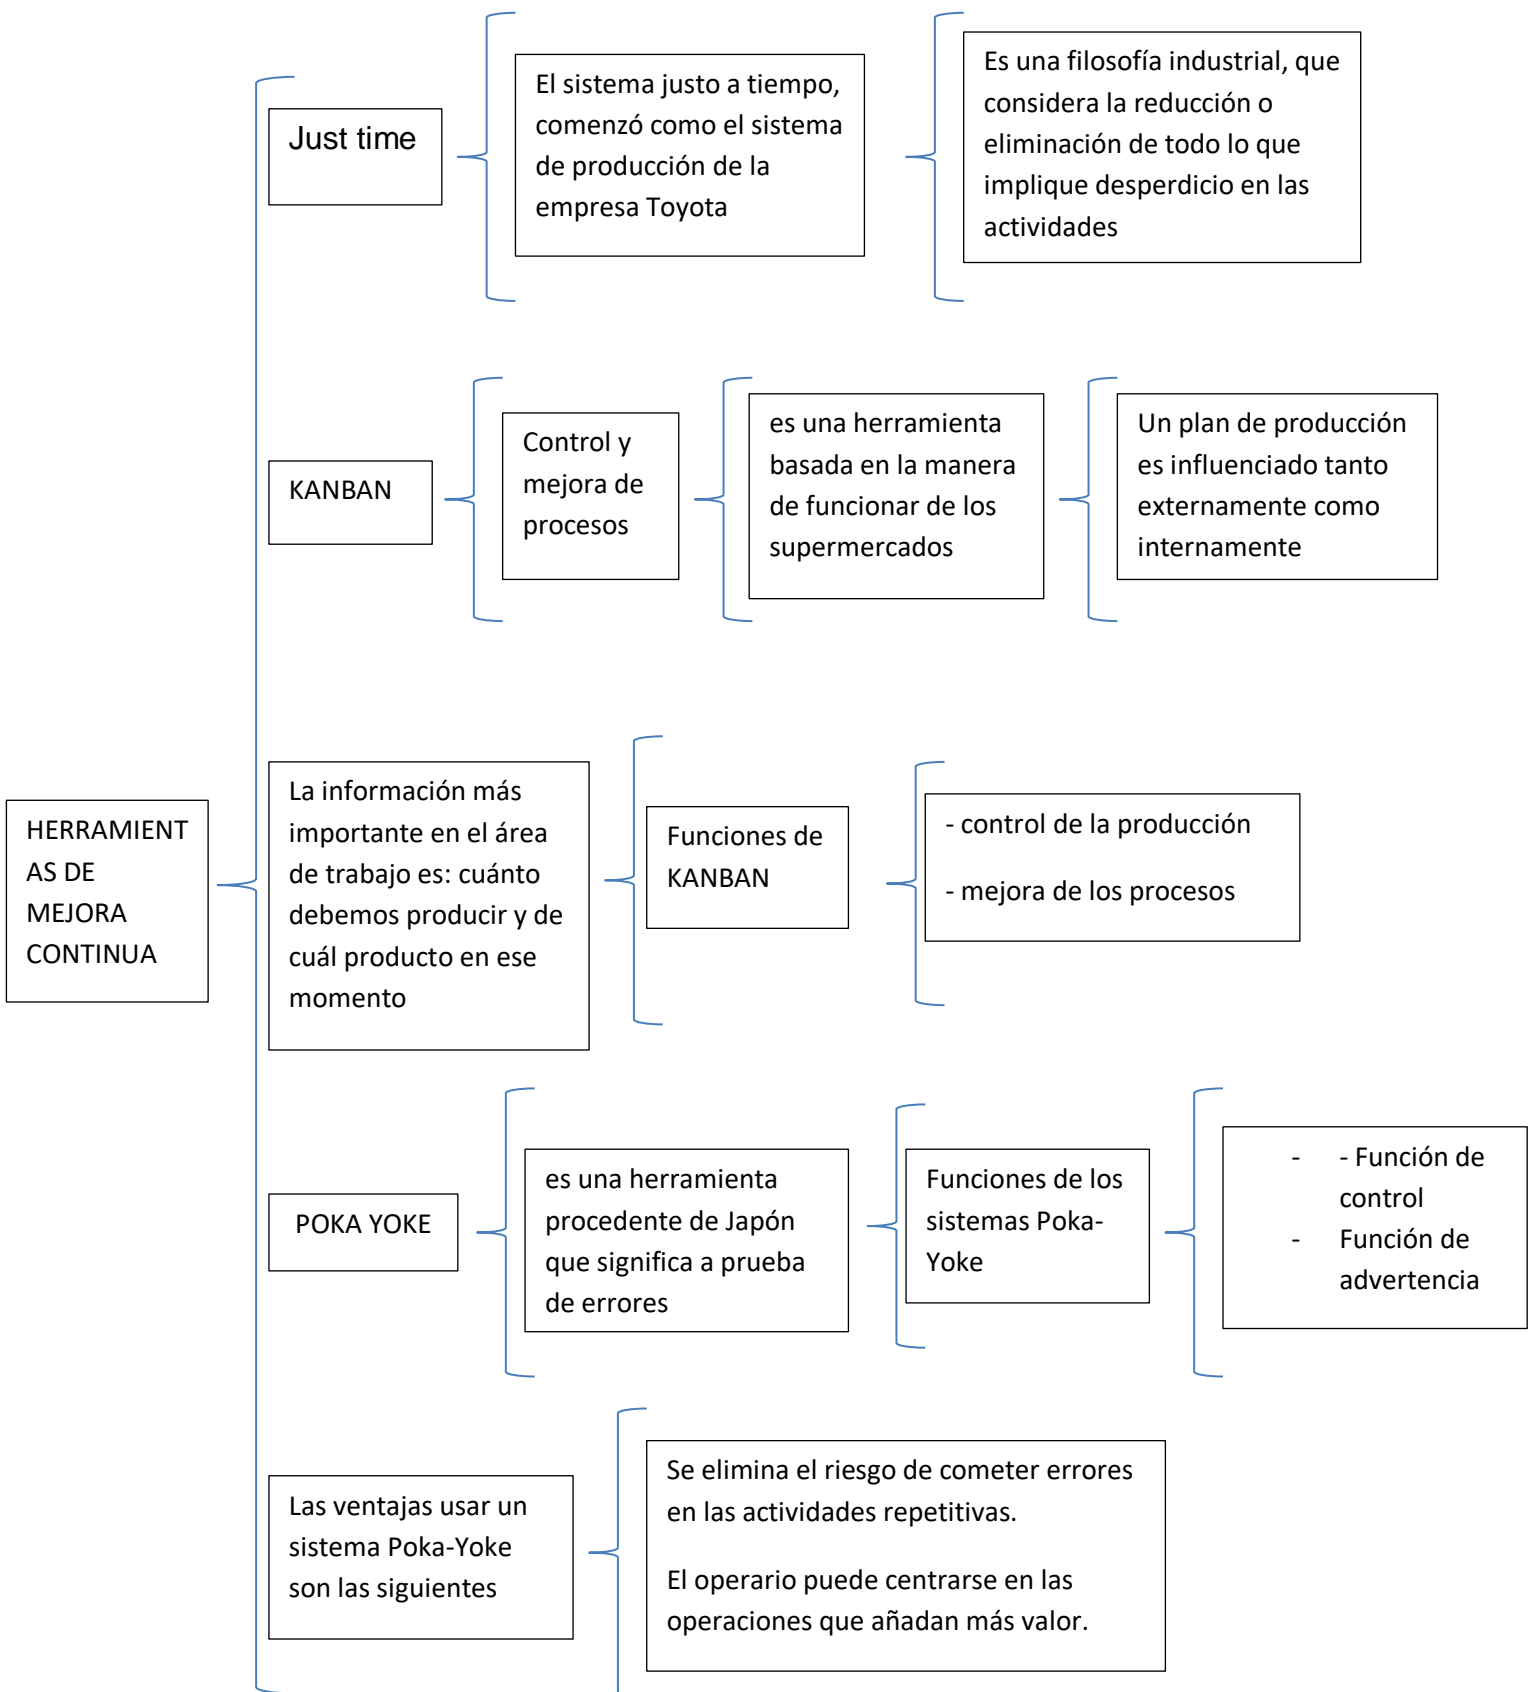 HERRAMIENT
AS DE
MEJORA
CONTINUA
Just time
El sistema justo a tiempo,
comenzó como el sistema
de producción de la
empresa Toyota
Es una filosofía industrial, que
considera la reducción o
eliminación de todo lo que
implique desperdicio en las
actividades
KANBAN
Control y
mejora de
procesos
es una herramienta
basada en la manera
de funcionar de los
supermercados
Un plan de producción
es influenciado tanto
externamente como
internamente
La información más
importante en el área
de trabajo es: cuánto
debemos producir y de
cuál producto en ese
momento
Funciones de
KANBAN
- control de la producción
- mejora de los procesos
POKA YOKE
es una herramienta
procedente de Japón
que significa a prueba
de errores
Funciones de los
sistemas Poka-
Yoke
- - Función de
control
- Función de
advertencia
Las ventajas usar un
sistema Poka-Yoke
son las siguientes
Se elimina el riesgo de cometer errores
en las actividades repetitivas.
El operario puede centrarse en las
operaciones que añadan más valor.